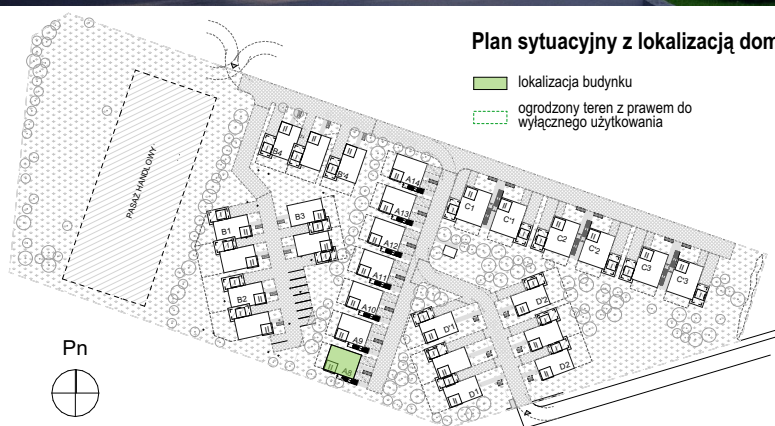 Plan sytuacyjny z lokalizacją dom
lokalizacja budynku
ogrodzony teren z prawem do
wyłącznego użytkowania
PASAŻ HANDLOWY
B4
B'4
A14
A13
A12
A11
A10
A9
A8
B1
B3
B2
C1
C'1
C2
C'2
C3
C'3
D'1
D'2
D1
D2
Pn